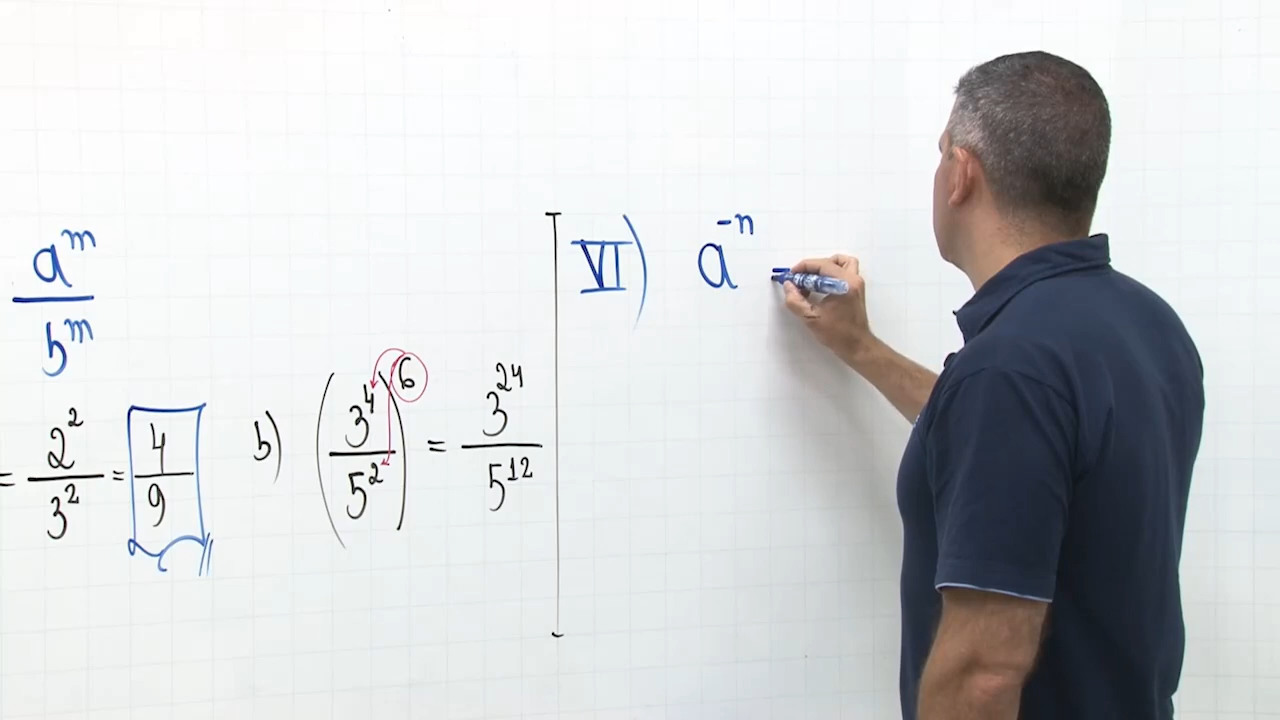 a^m / b^m
= 2^2 / 3^2 = 4 / 9
b) (3^4 / 5^2)^6 = 3^24 / 5^12
VI) a^-n